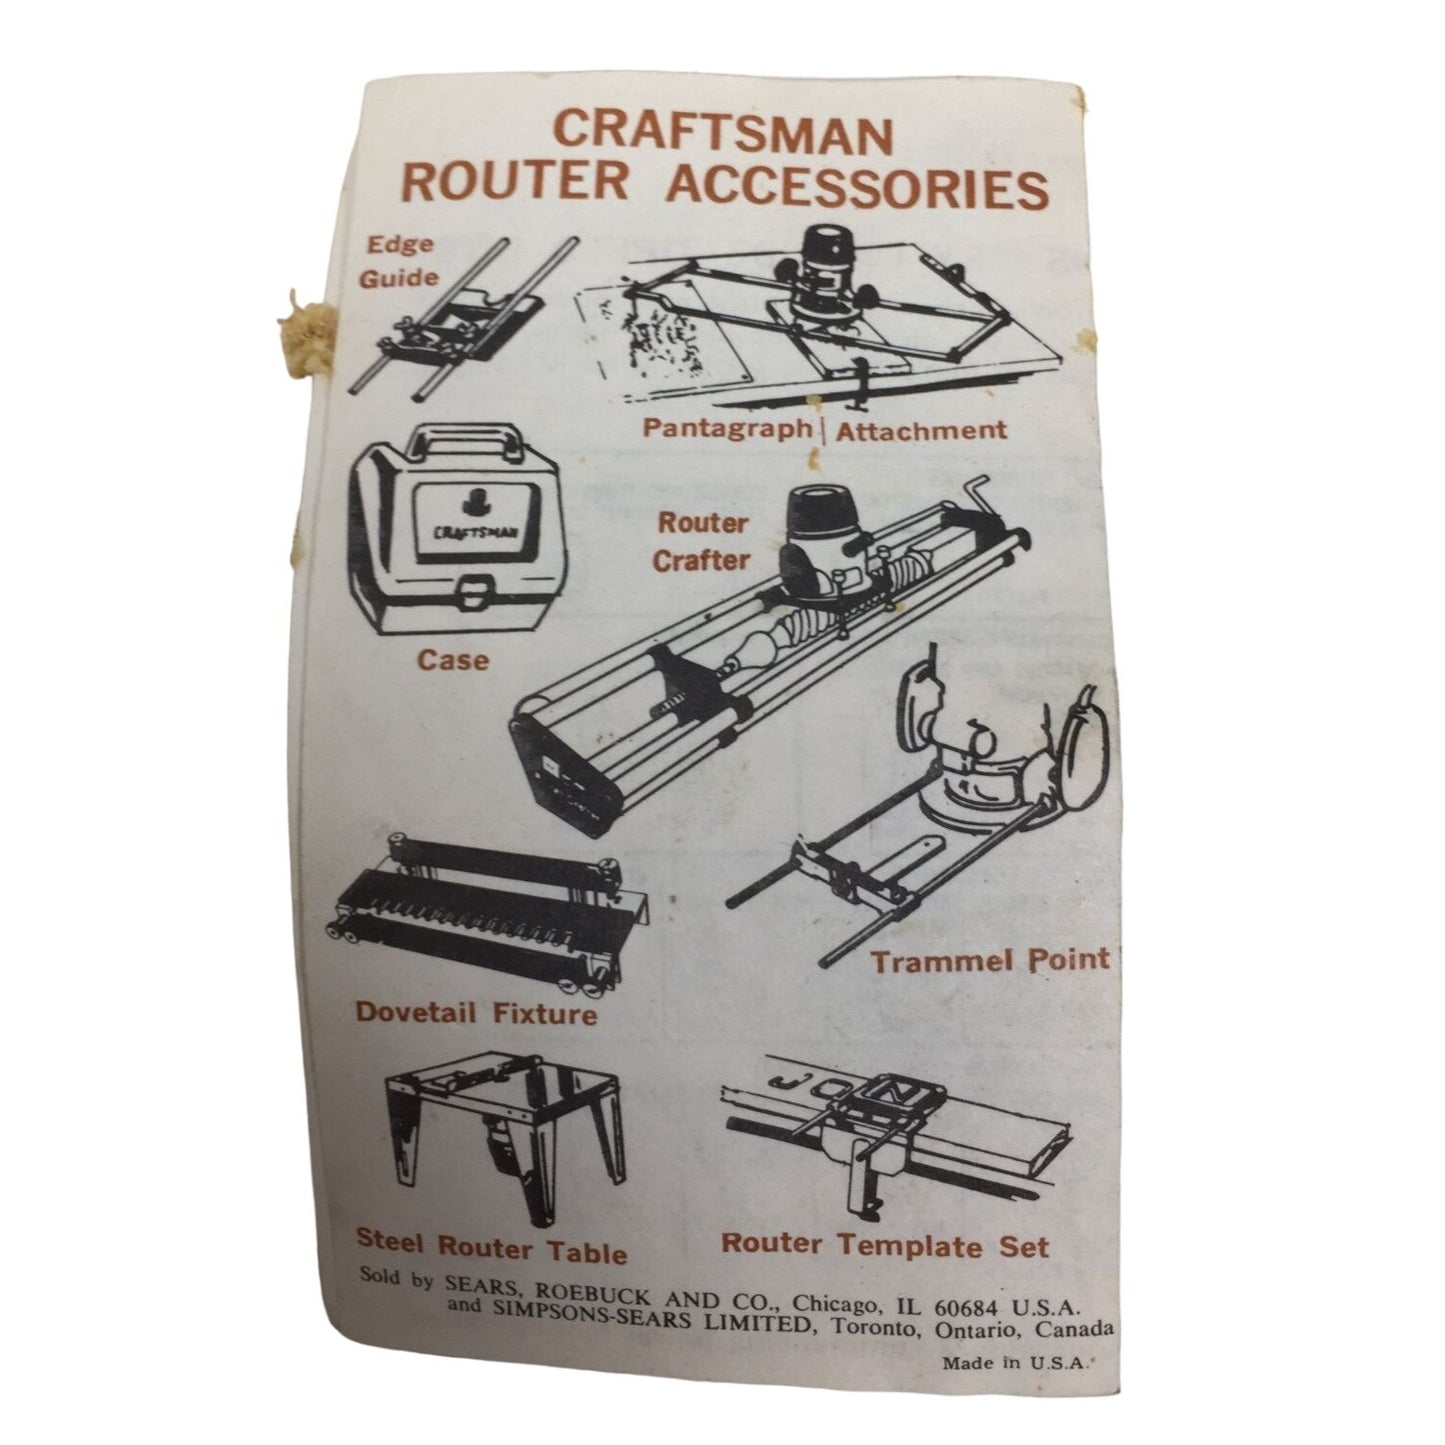 CRAFTSMAN
ROUTER ACCESSORIES
Edge
Guide
Pantagraph Attachment
CRAFTSMAN
Case
Router
Crafter
Trammel Point
Dovetail Fixture
JON
Steel Router Table
Router Template Set
Sold by SEARS, ROEBUCK AND CO., Chicago, IL 60684 U.S.A.
and SIMPSONS-SEARS LIMITED, Toronto, Ontario, Canada
Made in U.S.A.